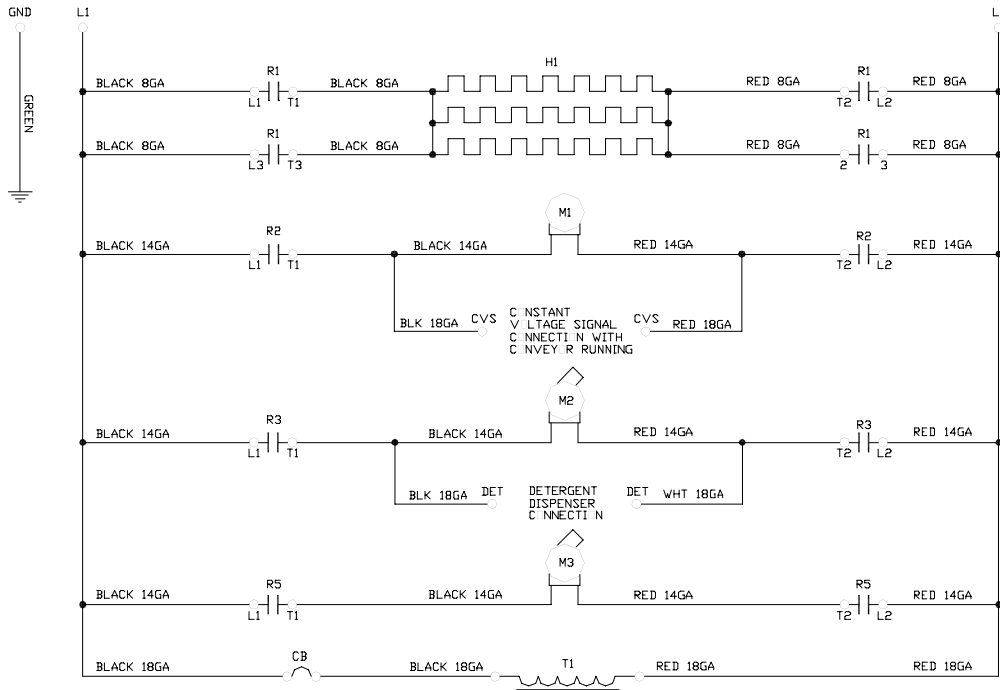 GND L1 L
R1 H1 R1
BLACK 8GA BLACK 8GA RED 8GA RED 8GA
L1 T1 T2 L2
GREEN
R1 R1
BLACK 8GA BLACK 8GA RED 8GA RED 8GA
L3 T3 2 3
M1
R2 R2
BLACK 14GA BLACK 14GA RED 14GA RED 14GA
L1 T1 T2 L2
BLK 18GA CVS CVS RED 18GA
CONSTANT
VOLTAGE SIGNAL
CONNECTION WITH
CONVEYOR RUNNING
M2
R3 R3
BLACK 14GA BLACK 14GA RED 14GA RED 14GA
L1 T1 T2 L2
BLK 18GA DET DET WHT 18GA
DETERGENT
DISPENSER
CONNECTION
M3
R5 R5
BLACK 14GA BLACK 14GA RED 14GA RED 14GA
L1 T1 T2 L2
CB T1
BLACK 18GA BLACK 18GA RED 18GA RED 18GA